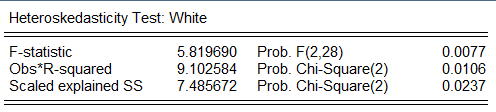 Heteroskedasticity Test: White
F-statistic 5.819690 Prob. F(2,28) 0.0077
Obs*R-squared 9.102584 Prob. Chi-Square(2) 0.0106
Scaled explained SS 7.485672 Prob. Chi-Square(2) 0.0237